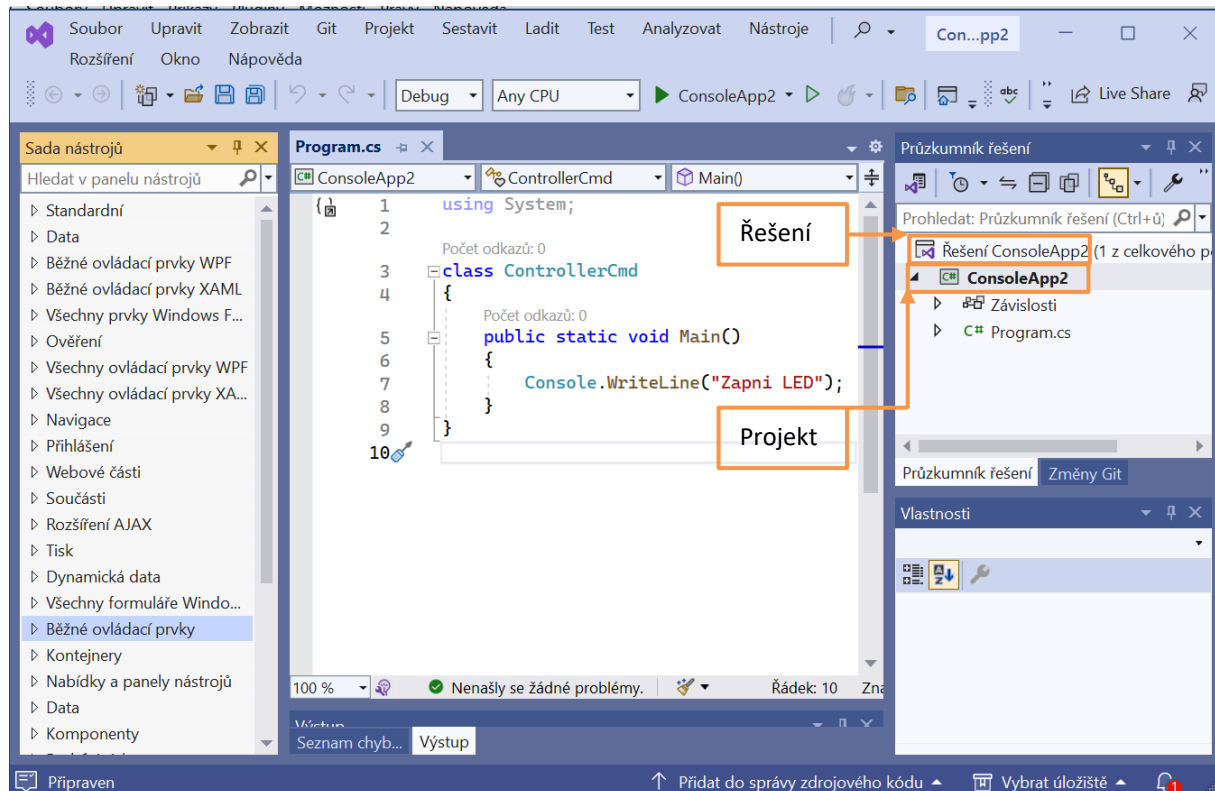 Soubor Upravit Zobrazit Git Projekt Sestavit Ladit Test Analyzovat Nástroje Con...pp2
Rozšíření Okno Nápověda
Debug Any CPU ConsoleApp2 abc Live Share
Sada nástrojů
Hledat v panelu nástrojů
Standardní
Data
Běžné ovládací prvky WPF
Běžné ovládací prvky XAML
Všechny prvky Windows F...
Ověření
Všechny ovládací prvky WPF
Všechny ovládací prvky XA...
Navigace
Přihlášení
Webové části
Součásti
Rozšíření AJAX
Tisk
Dynamická data
Všechny formuláře Windo...
Běžné ovládací prvky
Kontejnery
Nabídky a panely nástrojů
Data
Komponenty
Program.cs
C# ConsoleApp2 ControllerCmd Main()
1 using System;
2
Počet odkazů: 0
3 class ControllerCmd
4 {
Počet odkazů: 0
5 public static void Main()
6 {
7 Console.WriteLine("Zapni LED");
8 }
9 }
10
Řešení
Projekt
100 % Nenašly se žádné problémy. Řádek: 10 Zna
Výstup
Seznam chyb... Výstup
Průzkumník řešení
Prohledat: Průzkumník řešení (Ctrl+ů)
Řešení ConsoleApp2 (1 z celkového p
C# ConsoleApp2
Závislosti
C# Program.cs
Průzkumník řešení Změny Git
Vlastnosti
Připraven Přidat do správy zdrojového kódu Vybrat úložiště 1